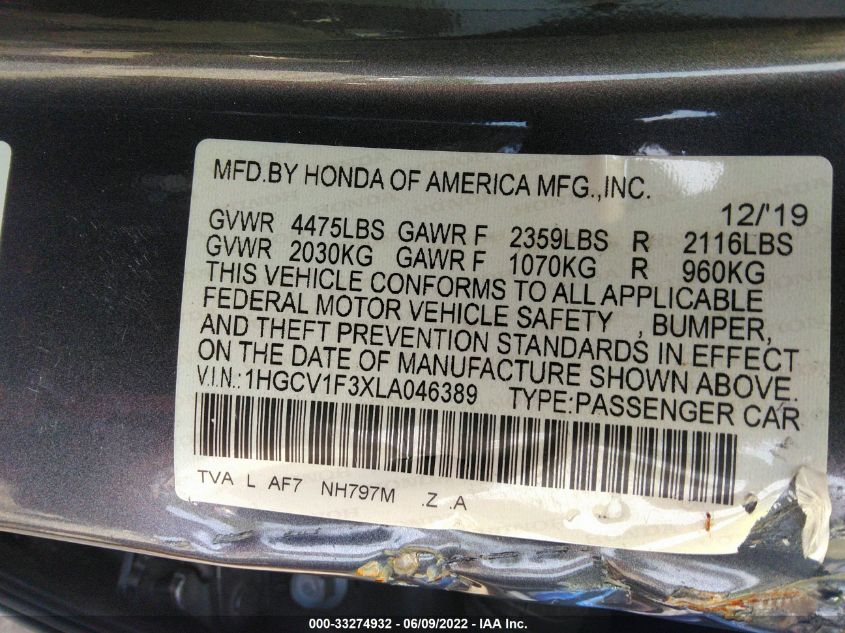 MFD.BY HONDA OF AMERICA MFG.,INC.
12/'19
GVWR 4475LBS GAWR F 2359LBS R 2116LBS
GVWR 2030KG GAWR F 1070KG R 960KG
THIS VEHICLE CONFORMS TO ALL APPLICABLE
FEDERAL MOTOR VEHICLE SAFETY , BUMPER,
AND THEFT PREVENTION STANDARDS IN EFFECT
ON THE DATE OF MANUFACTURE SHOWN ABOVE.
V.I.N.:1HGCV1F3XLA046389 TYPE:PASSENGER CAR
TVA L AF7 NH797M .Z .A
000-33274932 - 06/09/2022 - IAA Inc.